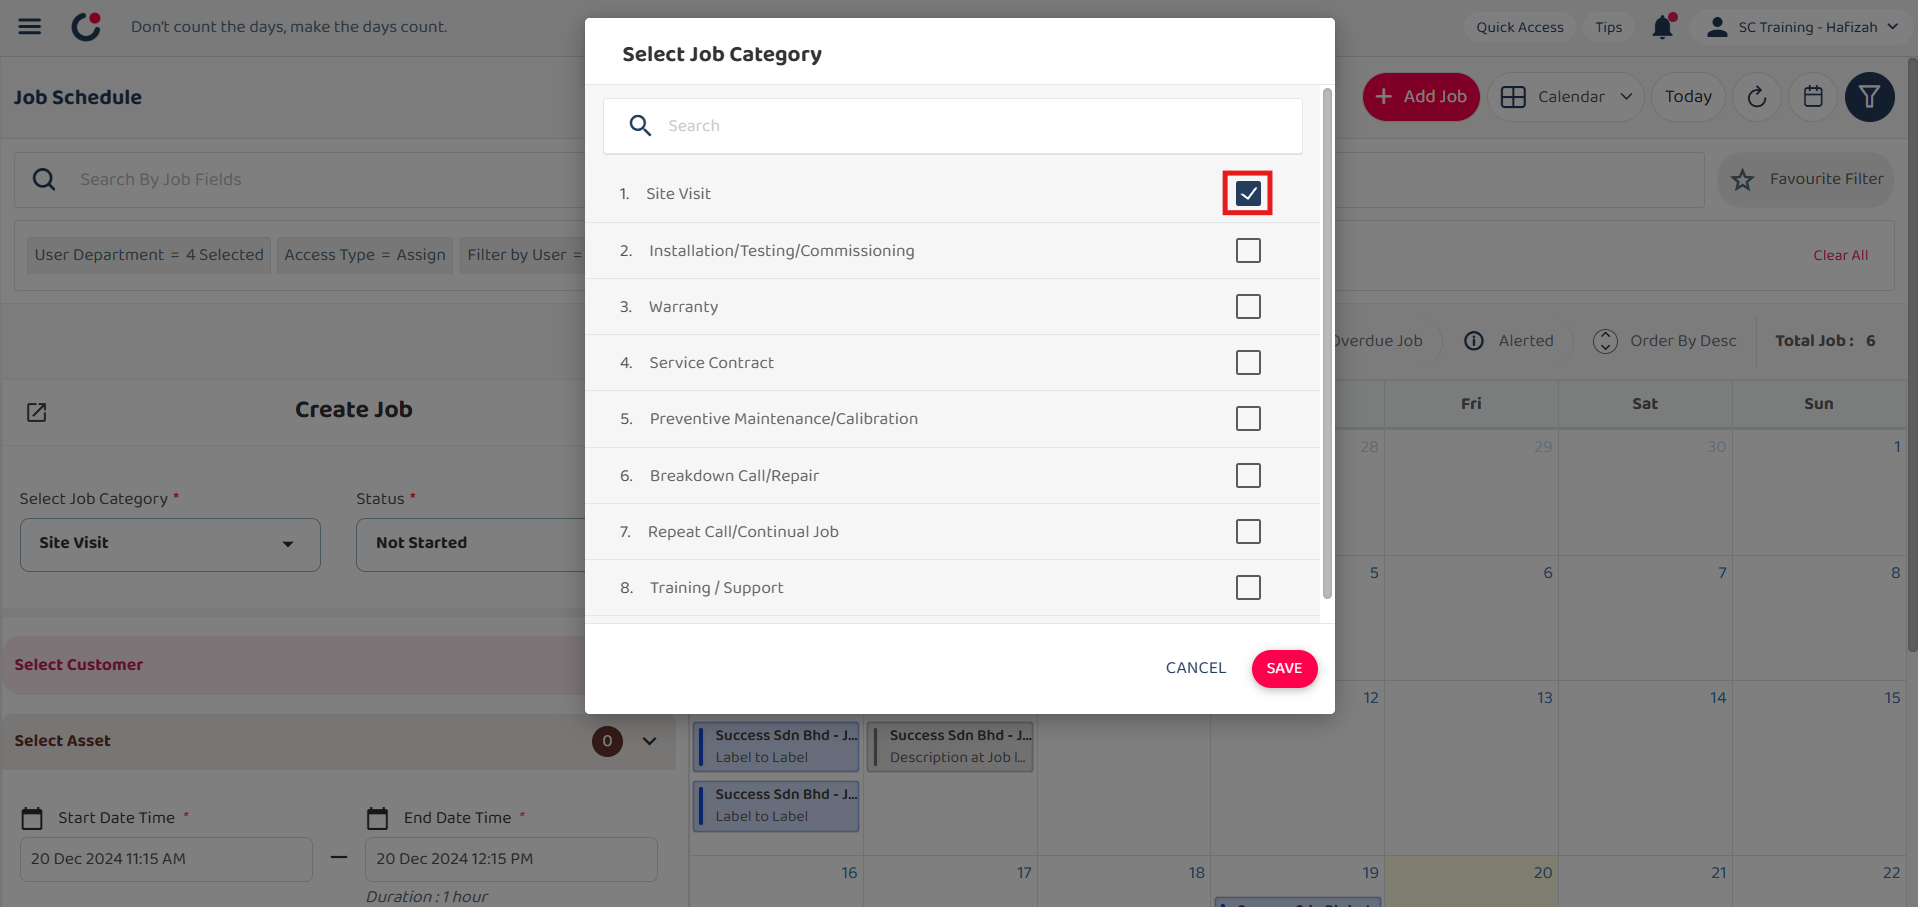 Don't count the days, make the days count.
Quick Access
Tips
SC Training - Hafizah
Job Schedule
Add Job
Calendar
Today
Search By Job Fields
Favourite Filter
User Department = 4 Selected
Access Type = Assign
Filter by User =
Clear All
Overdue Job
Alerted
Order By Desc
Total Job : 6
Select Job Category
Search
1. Site Visit
2. Installation/Testing/Commissioning
3. Warranty
4. Service Contract
5. Preventive Maintenance/Calibration
6. Breakdown Call/Repair
7. Repeat Call/Continual Job
8. Training / Support
CANCEL
SAVE
Create Job
Select Job Category *
Status *
Site Visit
Not Started
Select Customer
Select Asset
0
Start Date Time *
End Date Time *
20 Dec 2024 11:15 AM
—
20 Dec 2024 12:15 PM
Duration : 1 hour
Fri
Sat
Sun
28
29
30
1
5
6
7
8
12
13
14
15
Success Sdn Bhd - J...
Label to Label
Success Sdn Bhd - J...
Description at Job l...
Success Sdn Bhd - J...
Label to Label
16
17
18
19
20
21
22